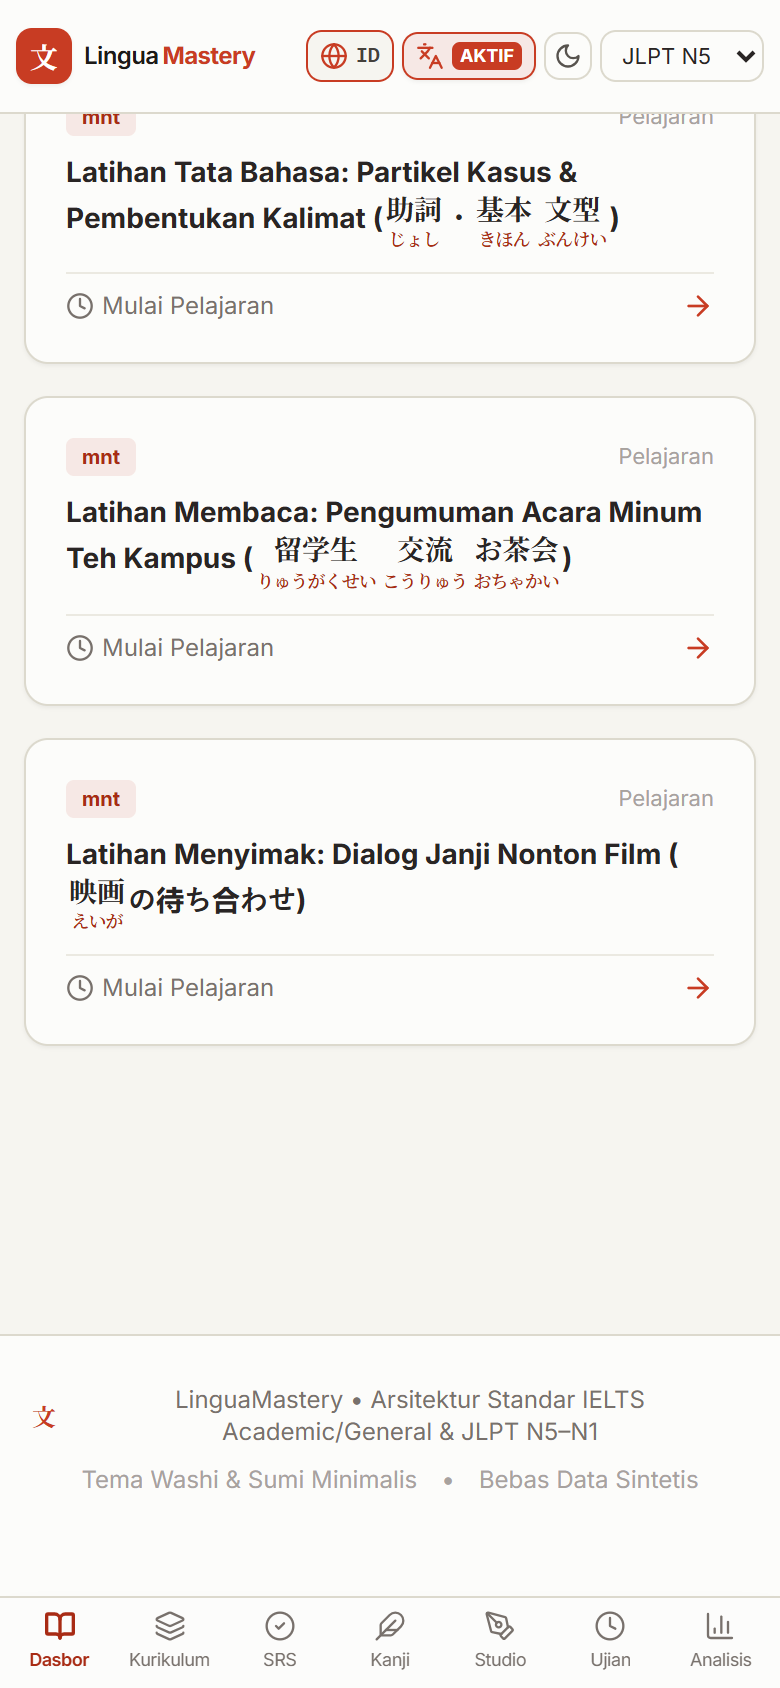 文 Lingua Mastery ID AKTIF JLPT N5
mnt Pelajaran
Latihan Tata Bahasa: Partikel Kasus &
Pembentukan Kalimat (助詞・基本 文型)
じょし きほん ぶんけい
Mulai Pelajaran
mnt Pelajaran
Latihan Membaca: Pengumuman Acara Minum
Teh Kampus (留学生 交流 お茶会)
りゅうがくせい こうりゅう おちゃかい
Mulai Pelajaran
mnt Pelajaran
Latihan Menyimak: Dialog Janji Nonton Film (
映画の待ち合わせ)
えいが
Mulai Pelajaran
文
LinguaMastery • Arsitektur Standar IELTS
Academic/General & JLPT N5–N1
Tema Washi & Sumi Minimalis • Bebas Data Sintetis
Dasbor Kurikulum SRS Kanji Studio Ujian Analisis